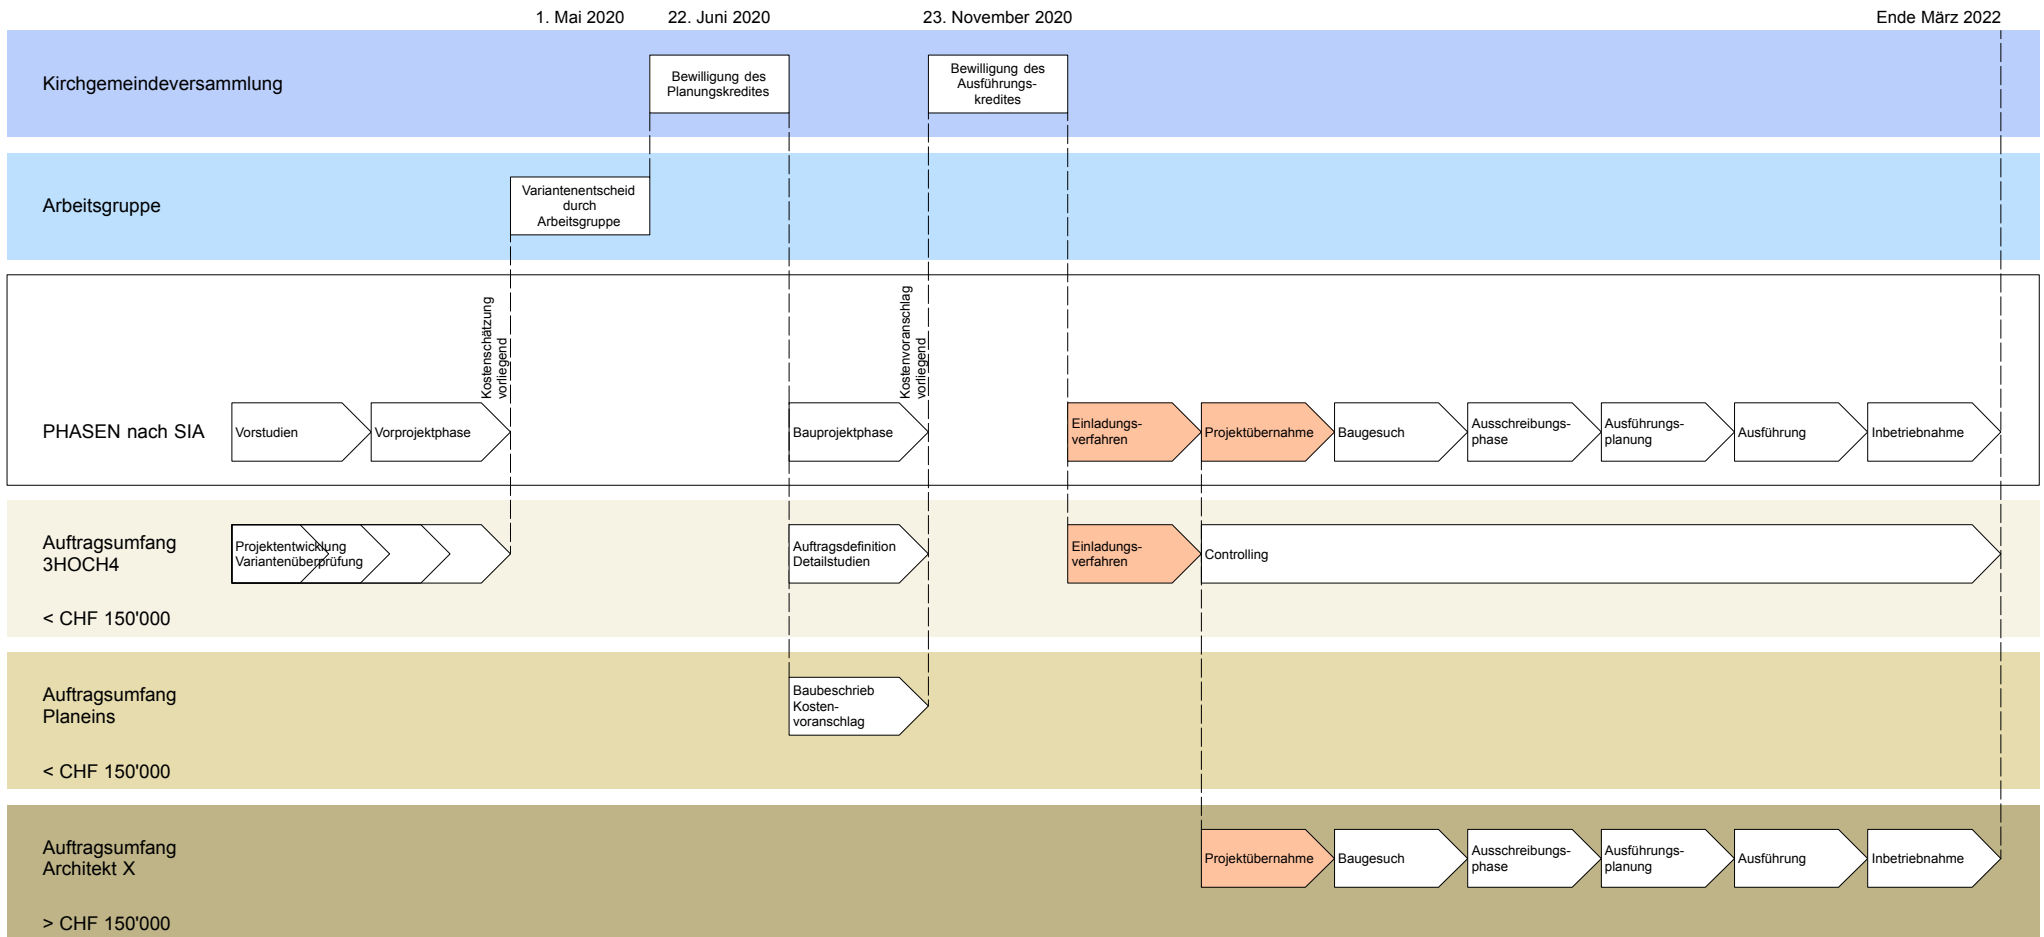 1. Mai 2020
22. Juni 2020
23. November 2020
Ende März 2022
Kirchgemeindeversammlung
Bewilligung des
Planungskredites
Bewilligung des
Ausführungs-
kredites
Arbeitsgruppe
Variantenentscheid
durch
Arbeitsgruppe
PHASEN nach SIA
Vorstudien
Vorprojektphase
Kostenschätzung
vorliegend
Bauprojektphase
Kostenvoranschlag
vorliegend
Einladungs-
verfahren
Projektübernahme
Baugesuch
Ausschreibungs-
phase
Ausführungs-
planung
Ausführung
Inbetriebnahme
Auftragsumfang
3HOCH4
< CHF 150'000
Projektentwicklung
Variantenüberprüfung
Auftragsdefinition
Detailstudien
Einladungs-
verfahren
Controlling
Auftragsumfang
Planeins
< CHF 150'000
Baubeschrieb
Kosten-
voranschlag
Auftragsumfang
Architekt X
> CHF 150'000
Projektübernahme
Baugesuch
Ausschreibungs-
phase
Ausführungs-
planung
Ausführung
Inbetriebnahme